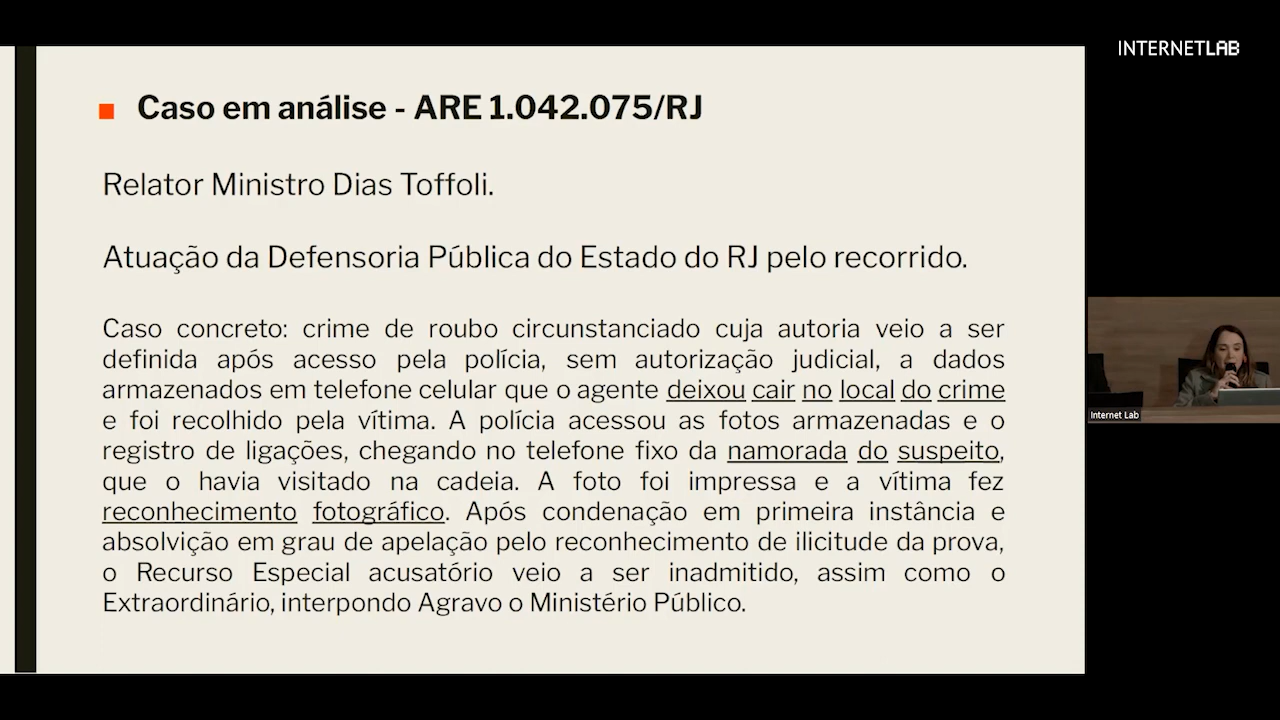 INTERNETLAB
Caso em análise - ARE 1.042.075/RJ
Relator Ministro Dias Toffoli.
Atuação da Defensoria Pública do Estado do RJ pelo recorrido.
Caso concreto: crime de roubo circunstanciado cuja autoria veio a ser
definida após acesso pela polícia, sem autorização judicial, a dados
armazenados em telefone celular que o agente deixou cair no local do crime
e foi recolhido pela vítima. A polícia acessou as fotos armazenadas e o
registro de ligações, chegando no telefone fixo da namorada do suspeito,
que o havia visitado na cadeia. A foto foi impressa e a vítima fez
reconhecimento fotográfico. Após condenação em primeira instância e
absolvição em grau de apelação pelo reconhecimento de ilicitude da prova,
o Recurso Especial acusatório veio a ser inadmitido, assim como o
Extraordinário, interpondo Agravo o Ministério Público.
Internet Lab